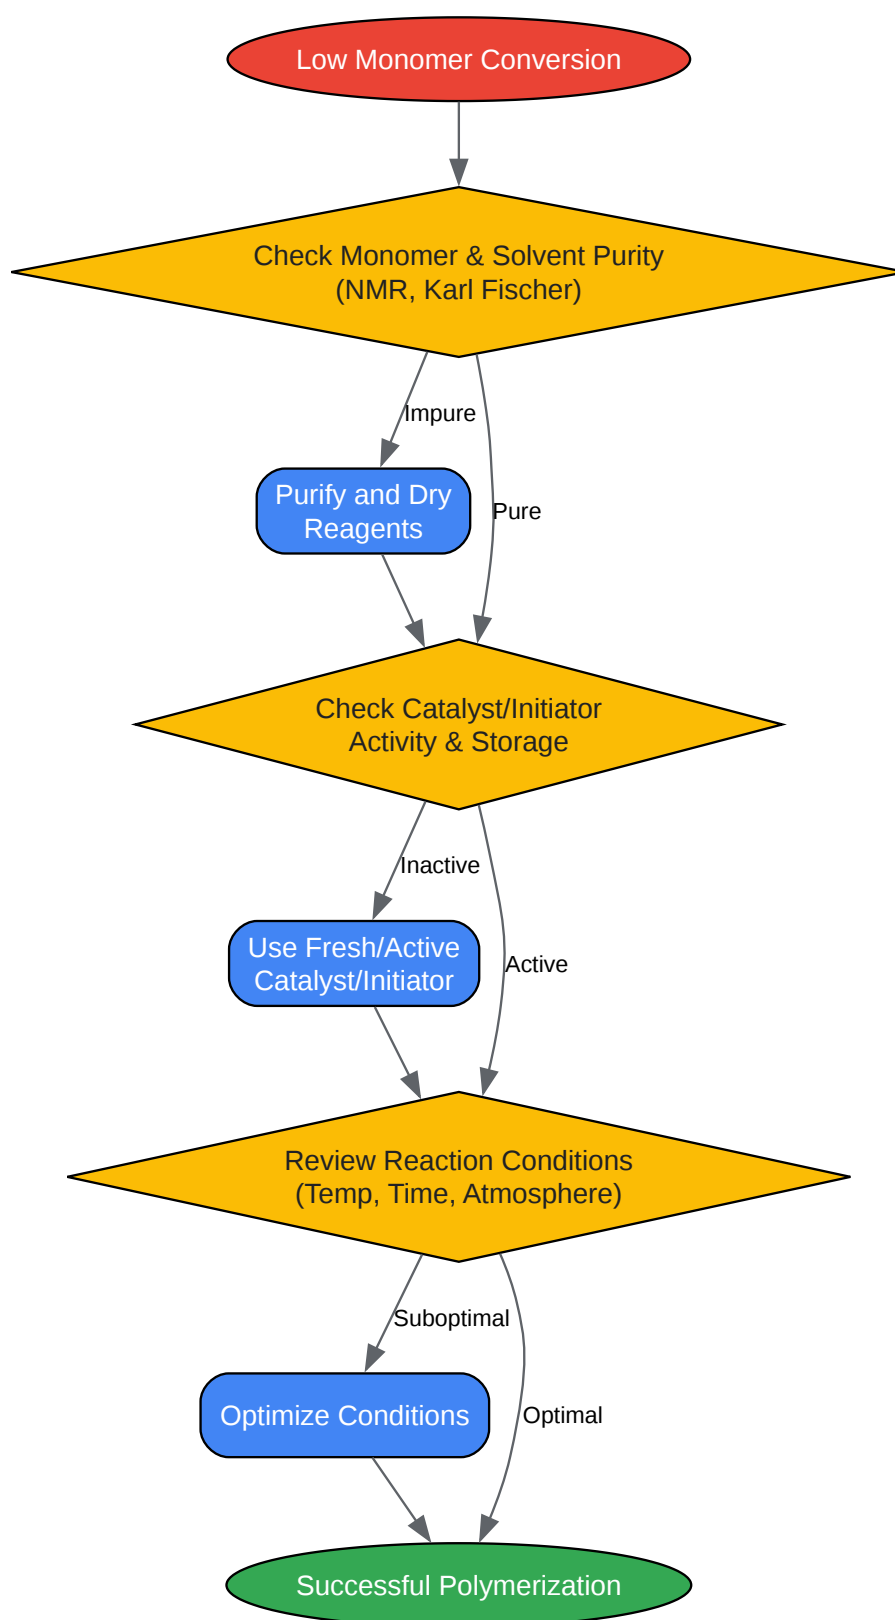 Low Monomer Conversion
Check Monomer & Solvent Purity
(NMR, Karl Fischer)
Impure
Purify and Dry
Reagents
Pure
Check Catalyst/Initiator
Activity & Storage
Inactive
Use Fresh/Active
Catalyst/Initiator
Active
Review Reaction Conditions
(Temp, Time, Atmosphere)
Suboptimal
Optimize Conditions
Optimal
Successful Polymerization